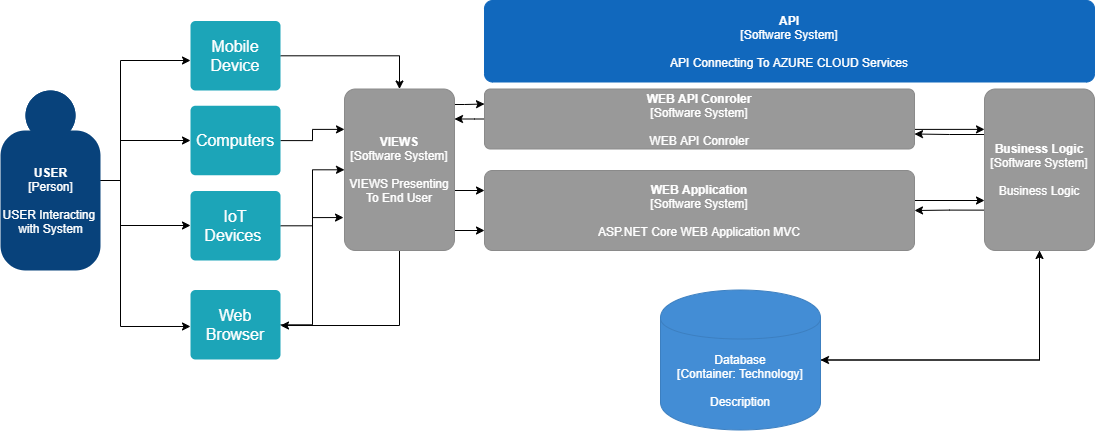 USER
[Person]
USER Interacting
with System
Mobile
Device
Computers
IoT
Devices
Web
Browser
VIEWS
[Software System]
VIEWS Presenting
To End User
API
[Software System]
API Connecting To AZURE CLOUD Services
WEB API Conroler
[Software System]
WEB API Conroler
WEB Application
[Software System]
ASP.NET Core WEB Application MVC
Business Logic
[Software System]
Business Logic
Database
[Container: Technology]
Description